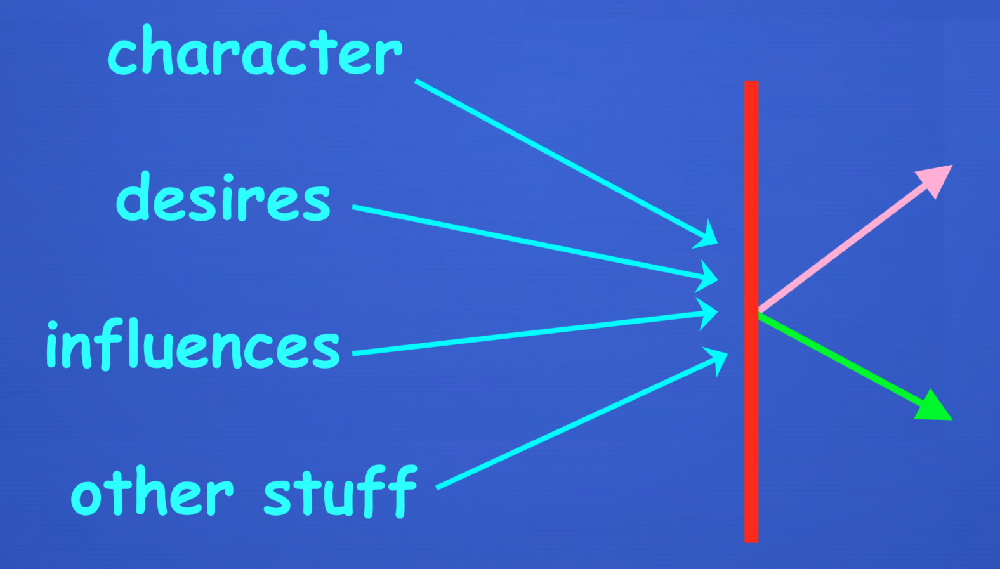 character
desires
influences
other stuff